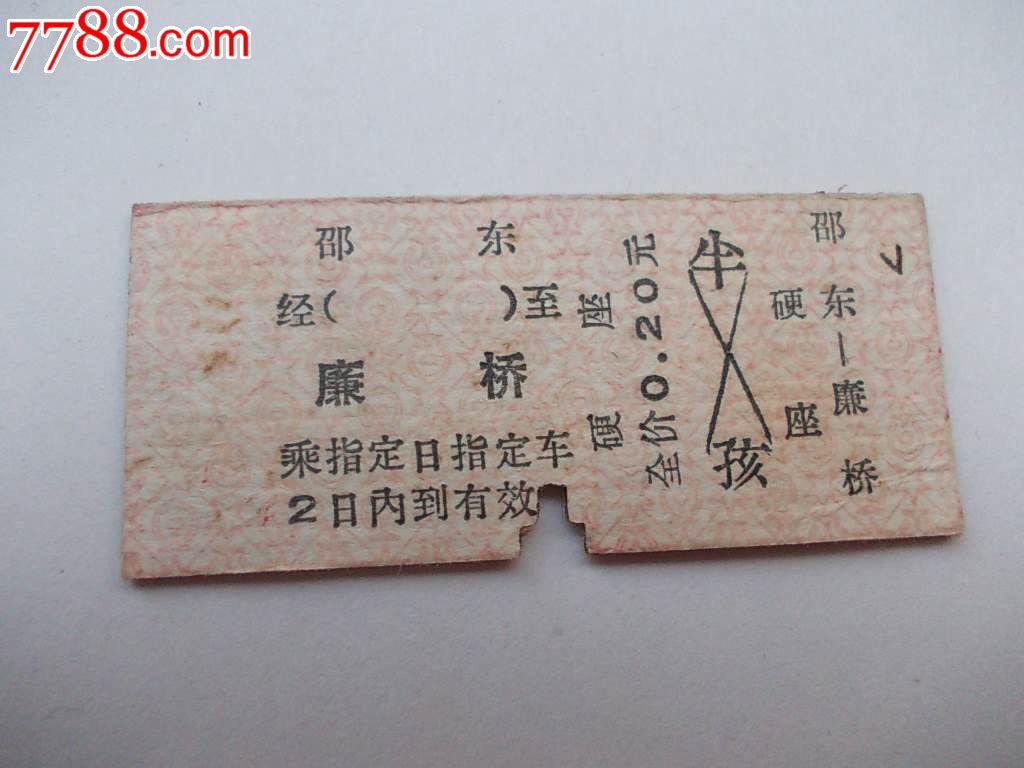 7788.com
邵东
经( )至
廉桥
乘指定日指定车
2日内到有效
硬座
全价0.20元
半
孩
硬座
邵东—廉桥